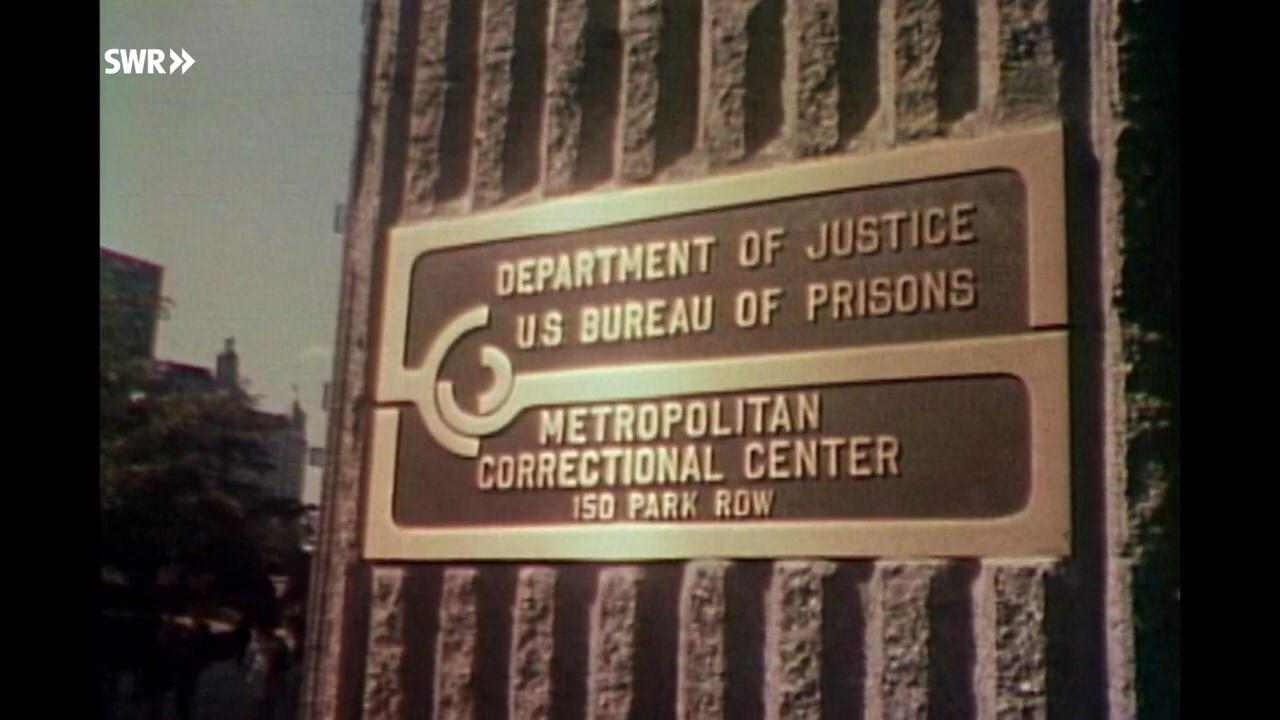 SWR»
DEPARTMENT OF JUSTICE
U.S. BUREAU OF PRISONS
METROPOLITAN
CORRECTIONAL CENTER
150 PARK ROW